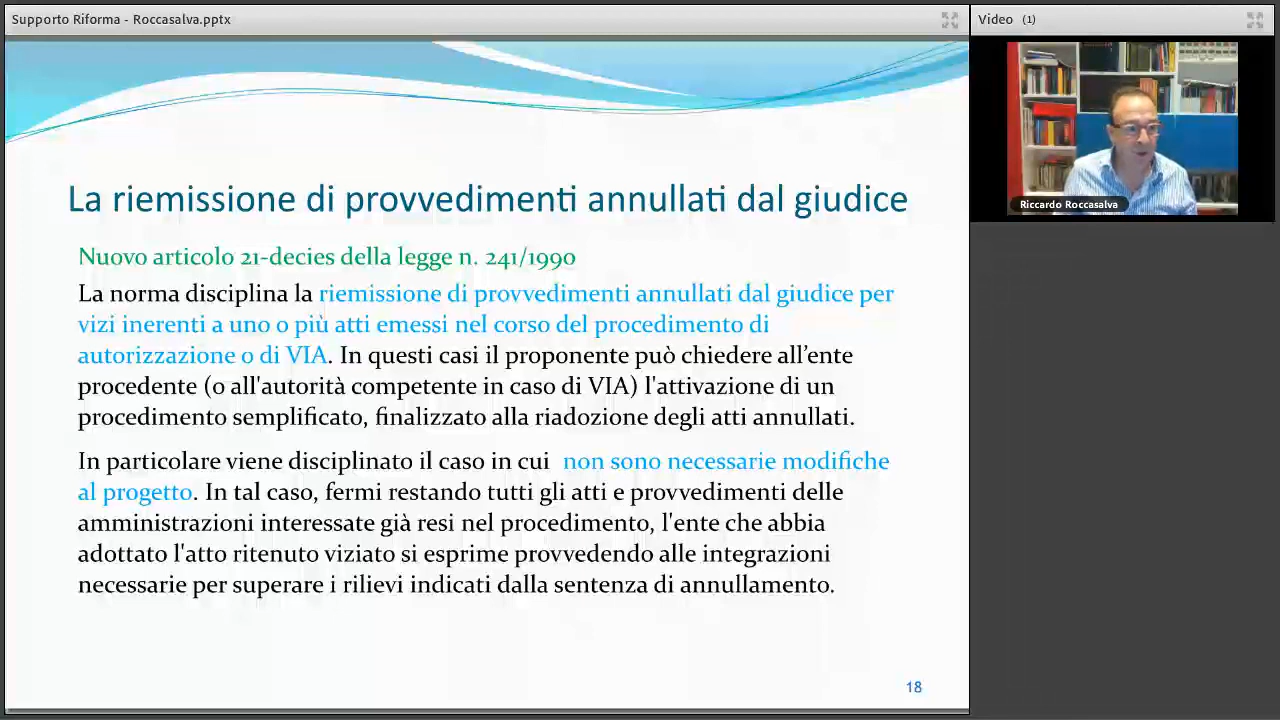 Supporto Riforma - Roccasalva.pptx
Video (1)
Riccardo Roccasalva
La riemissione di provvedimenti annullati dal giudice
Nuovo articolo 21-decies della legge n. 241/1990
La norma disciplina la riemissione di provvedimenti annullati dal giudice per
vizi inerenti a uno o più atti emessi nel corso del procedimento di
autorizzazione o di VIA. In questi casi il proponente può chiedere all’ente
procedente (o all'autorità competente in caso di VIA) l'attivazione di un
procedimento semplificato, finalizzato alla riadozione degli atti annullati.
In particolare viene disciplinato il caso in cui non sono necessarie modifiche
al progetto. In tal caso, fermi restando tutti gli atti e provvedimenti delle
amministrazioni interessate già resi nel procedimento, l'ente che abbia
adottato l'atto ritenuto viziato si esprime provvedendo alle integrazioni
necessarie per superare i rilievi indicati dalla sentenza di annullamento.
18